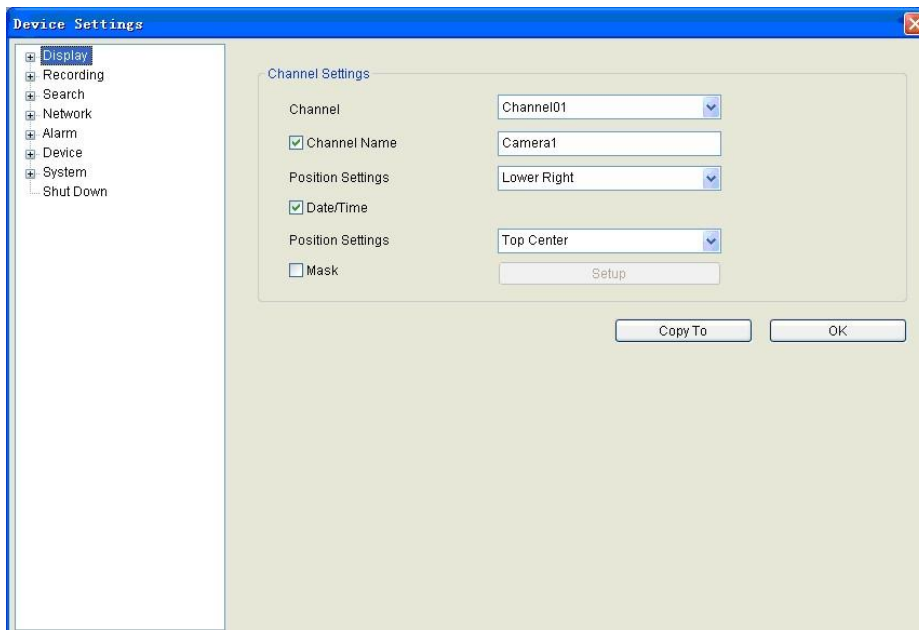 Device Settings
Display
Recording
Search
Network
Alarm
Device
System
Shut Down
Channel Settings
Channel
Channel01
Channel Name
Camera1
Position Settings
Lower Right
Date/Time
Position Settings
Top Center
Mask
Setup
Copy To
OK